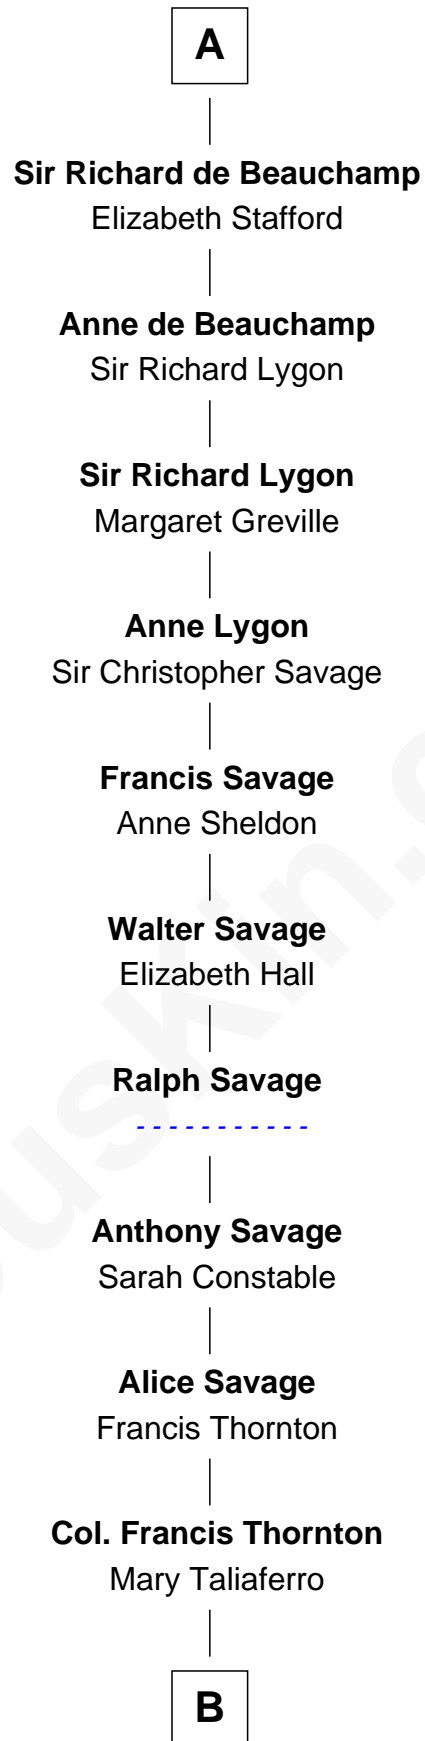 A
Sir Richard de Beauchamp
Elizabeth Stafford
Anne de Beauchamp
Sir Richard Lygon
Sir Richard Lygon
Margaret Greville
Anne Lygon
Sir Christopher Savage
Francis Savage
Anne Sheldon
Walter Savage
Elizabeth Hall
Ralph Savage
- - - - - - - - - - -
Anthony Savage
Sarah Constable
Alice Savage
Francis Thornton
Col. Francis Thornton
Mary Taliaferro
B